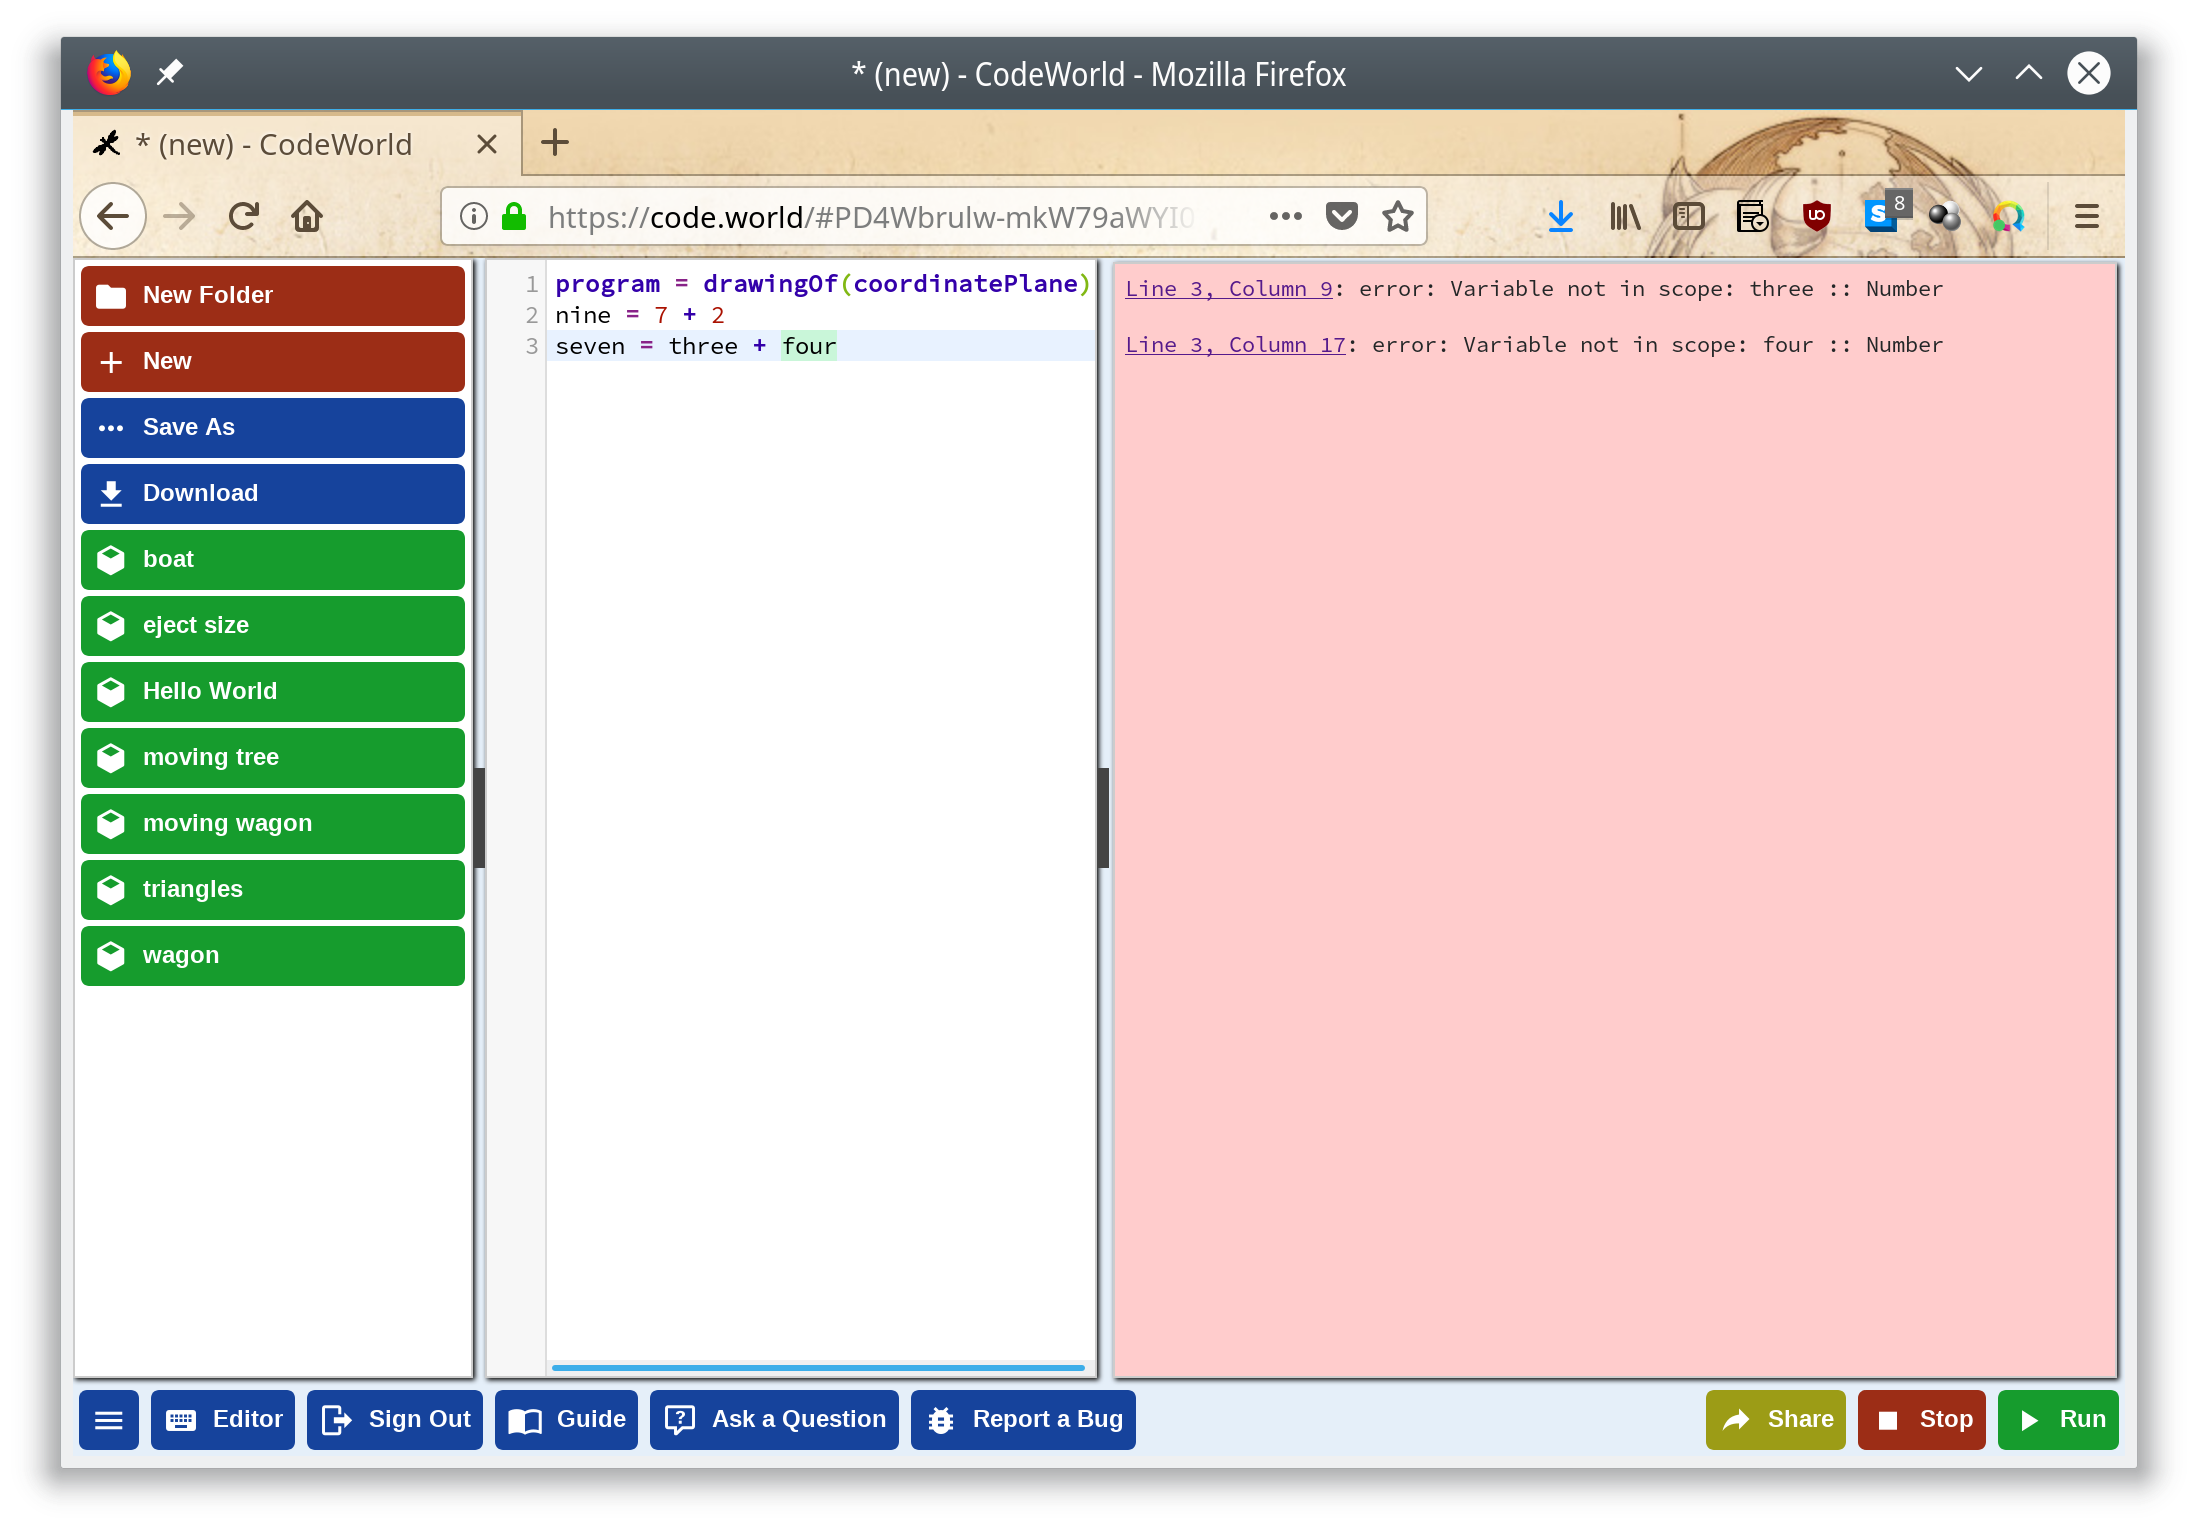 * (new) - CodeWorld - Mozilla Firefox
* (new) - CodeWorld
https://code.world/#PD4Wbrulw-mkW79aWYI0
8
New Folder
New
Save As
Download
boat
eject size
Hello World
moving tree
moving wagon
triangles
wagon
1 program = drawingOf(coordinatePlane)
2 nine = 7 + 2
3 seven = three + four
Line 3, Column 9: error: Variable not in scope: three :: Number
Line 3, Column 17: error: Variable not in scope: four :: Number
Editor
Sign Out
Guide
Ask a Question
Report a Bug
Share
Stop
Run